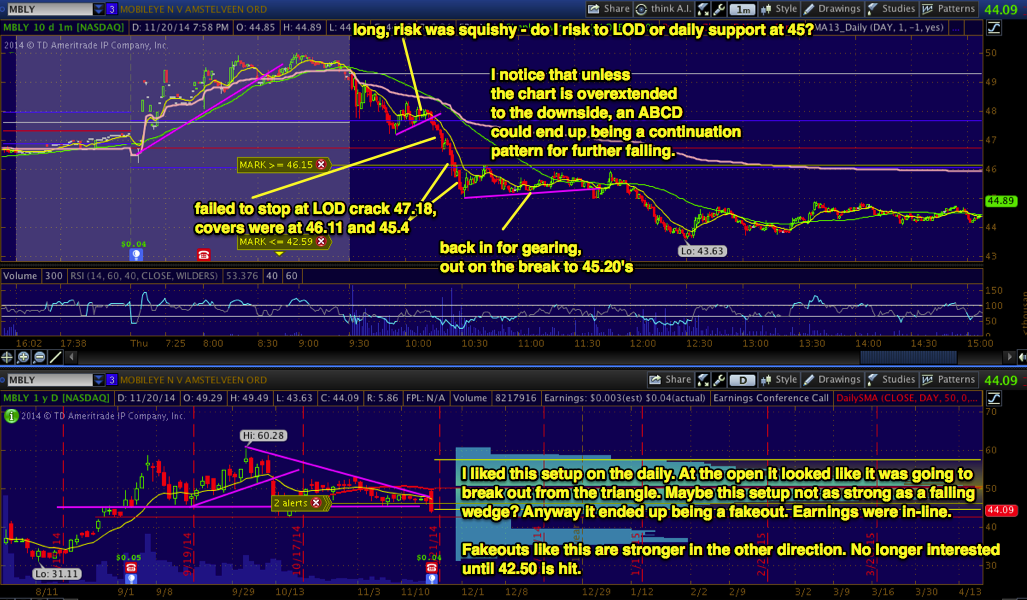 MBLY
3
MOBILEYE N V AMSTELVEEN ORD
Share
think A.I.
1m
Style
Drawings
Studies
Patterns
44.09
MBLY 10 d 1m [NASDAQ]
D: 11/20/14 7:58 PM
O: 44.85
H: 44.89
L: 44
MA13_Daily (DAY, 1, -1, yes)
2014 © TD Ameritrade IP Company, Inc.
long, risk was squishy - do I risk to LOD or daily support at 45?
I notice that unless
the chart is overextended
to the downside, an ABCD
could end up being a continuation
pattern for further falling.
MARK >= 46.15
failed to stop at LOD crack 47.18,
covers were at 46.11 and 45.4
MARK <= 42.59
back in for gearing,
out on the break to 45.20's
$0.04
Lo: 43.63
50
49
48
47
46
45
44.89
44
43
Volume
300
RSI (14, 60, 40, CLOSE, WILDERS)
53.376
40
60
150
100
50
16:02
17:38
Thu
7:25
8:00
8:30
9:00
9:30
10:00
10:30
11:00
11:30
12:00
12:30
13:00
13:30
14:00
14:30
15:00
MBLY
3
MOBILEYE N V AMSTELVEEN ORD
Share
D
Style
Drawings
Studies
Patterns
44.09
MBLY 1 y D [NASDAQ]
D: 11/20/14
O: 49.29
H: 49.49
L: 43.63
C: 44.09
R: 5.86
FPL: N/A
Volume
8217916
Earnings: $0.003(est) $0.04(actual)
Earnings Conference Call
DailySMA (CLOSE, DAY, 50, 0,...
2014 © TD Ameritrade IP Company, Inc.
Hi: 60.28
2 alerts
I liked this setup on the daily. At the open it looked like it was going to
break out from the triangle. Maybe this setup not as strong as a falling
wedge? Anyway it ended up being a fakeout. Earnings were in-line.
Fakeouts like this are stronger in the other direction. No longer interested
until 42.50 is hit.
70
60
50
44.09
40
30
9/19/14
10/17/14
Lo: 31.11
$0.05
$0.04
8/11
9/1
9/8
9/29
10/13
11/3
11/10
12/1
12/8
12/29
1/12
1/26
2/9
2/23
3/16
3/30
4/13